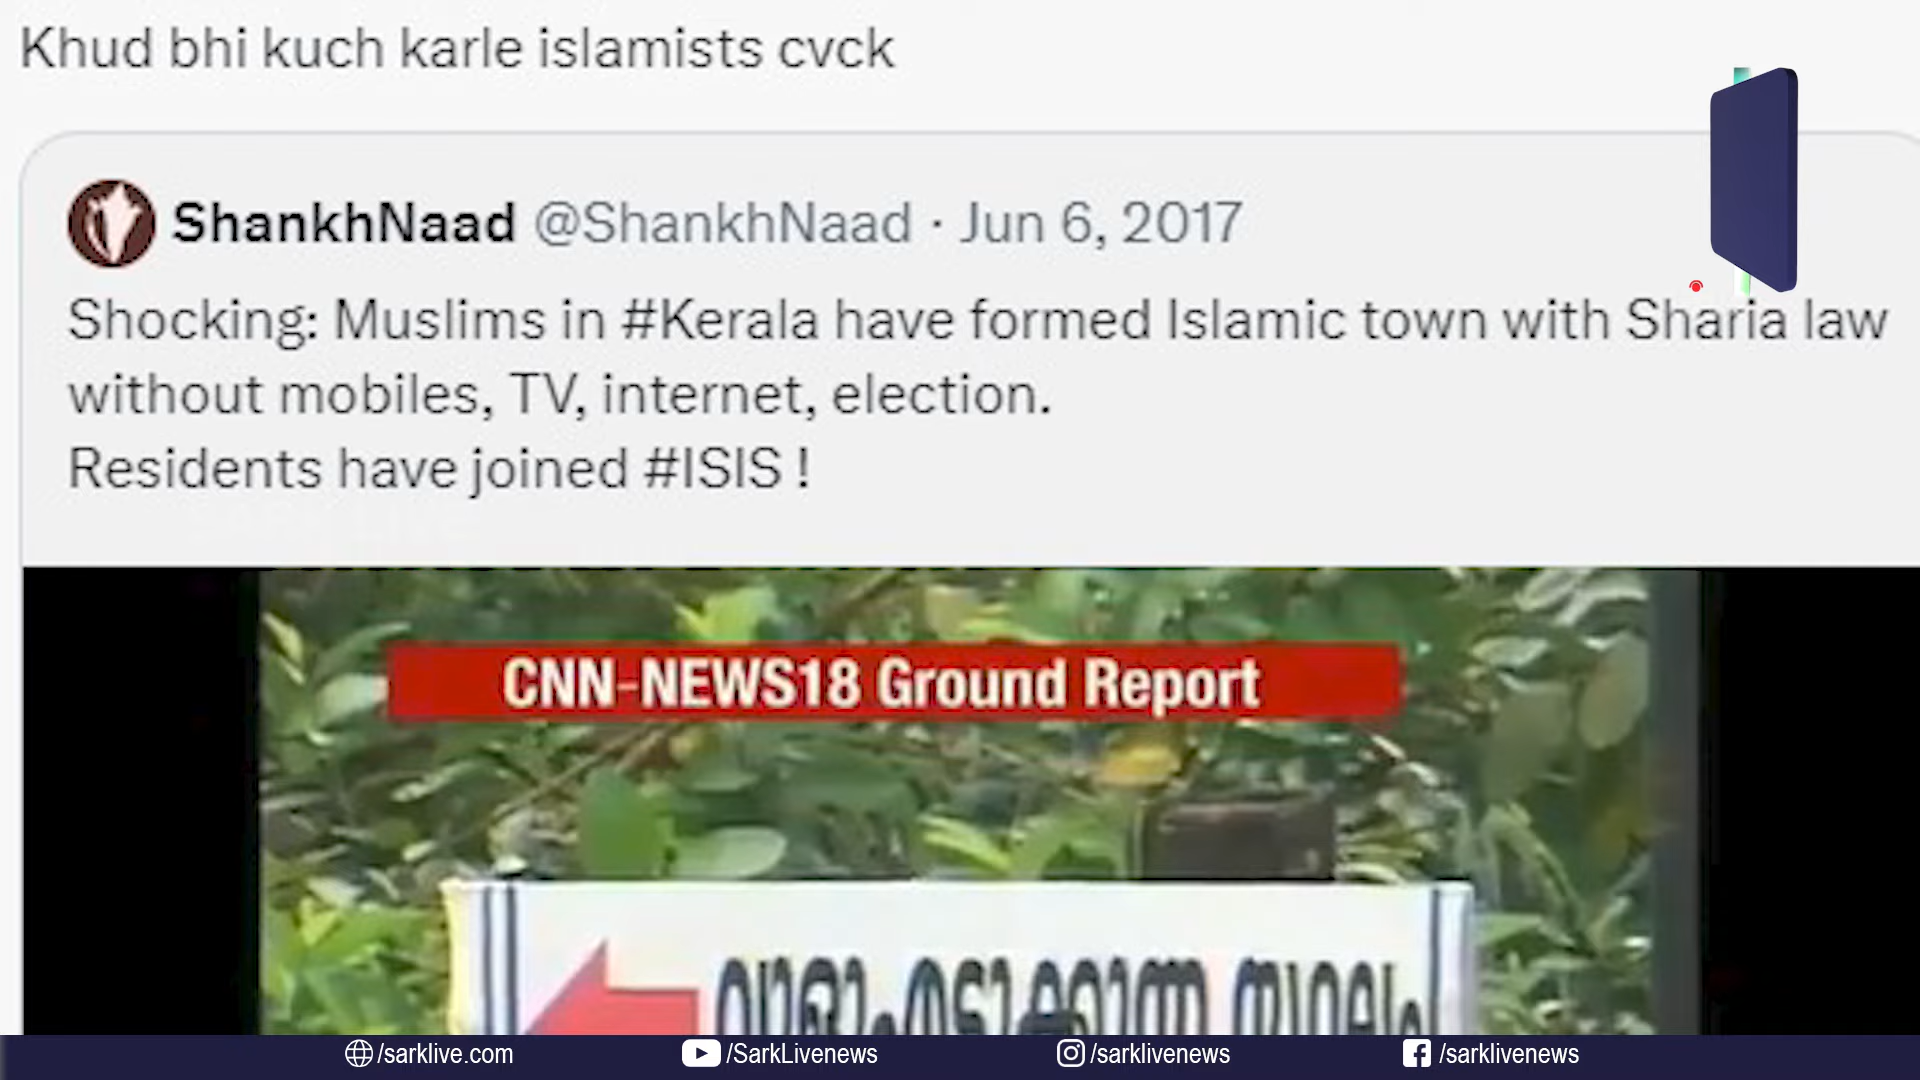 Khud bhi kuch karle islamists cvck
ShankhNaad @ShankhNaad · Jun 6, 2017
Shocking: Muslims in #Kerala have formed Islamic town with Sharia law
without mobiles, TV, internet, election.
Residents have joined #ISIS !
CNN-NEWS18 Ground Report
/sarklive.com /SarkLivenews /sarklivenews /sarklivenews